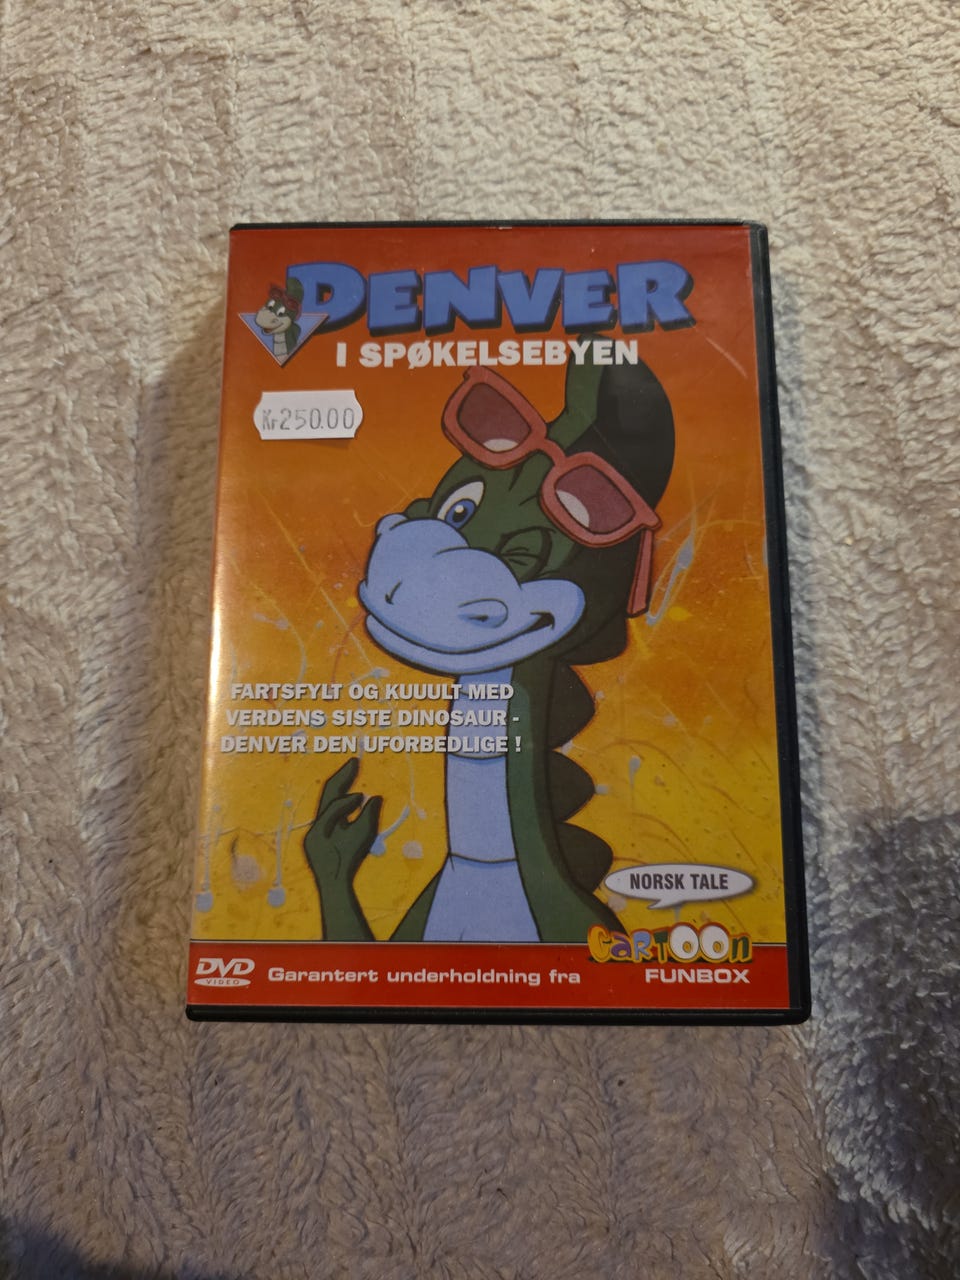 DENVER
I SPØKELSEBYEN
Kr250.00
FARTSFYLT OG KUUULT MED
VERDENS SISTE DINOSAUR -
DENVER DEN UFORBEDLIGE !
NORSK TALE
CARTOON
FUNBOX
DVD
VIDEO
Garantert underholdning fra